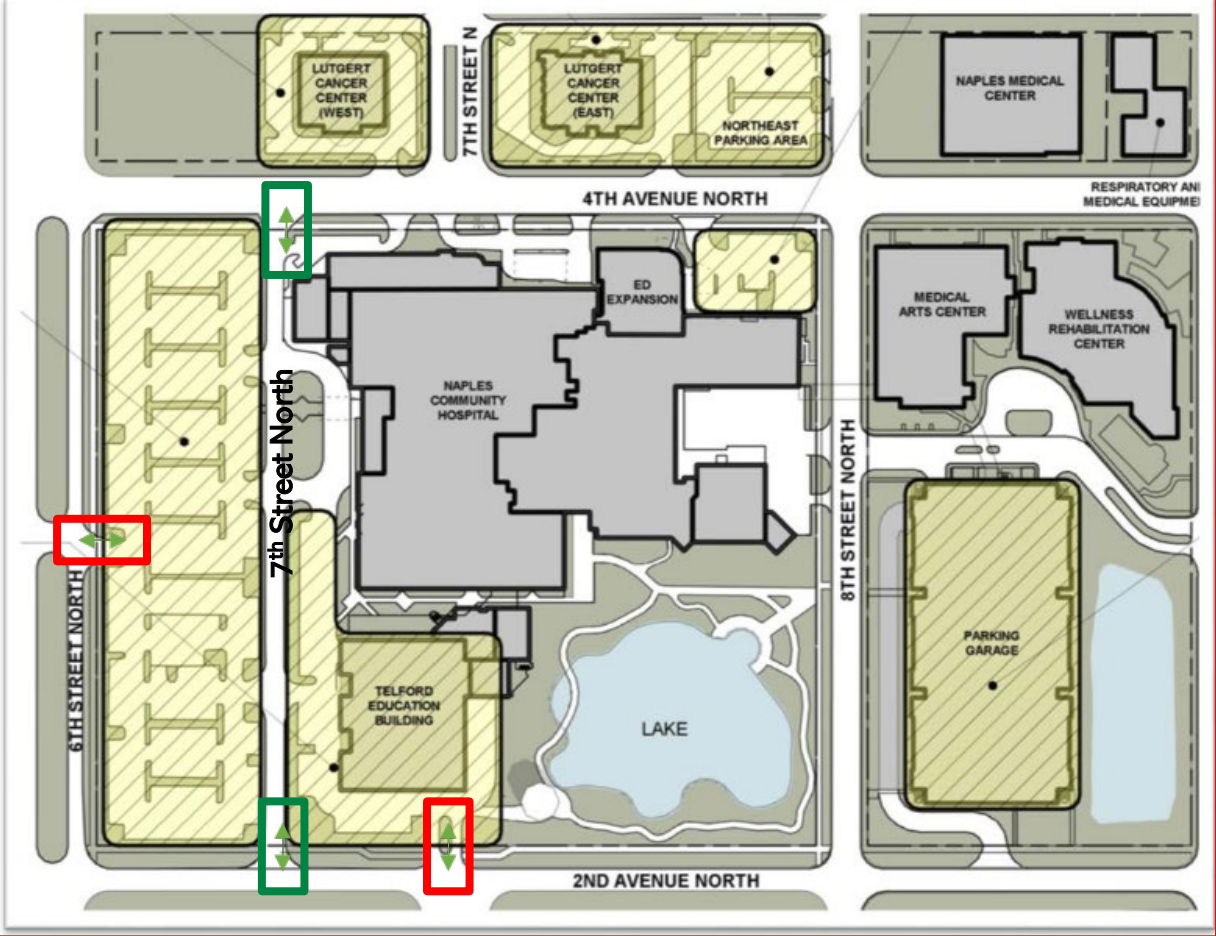 LUTGERT
CANCER
CENTER
(WEST)
7TH STREET N
LUTGERT
CANCER
CENTER
(EAST)
NORTHEAST
PARKING AREA
NAPLES MEDICAL
CENTER
RESPIRATORY AN
MEDICAL EQUIPME
4TH AVENUE NORTH
ED
EXPANSION
MEDICAL
ARTS CENTER
WELLNESS
REHABILITATION
CENTER
NAPLES
COMMUNITY
HOSPITAL
7th Street North
8TH STREET NORTH
6TH STREET NORTH
PARKING
GARAGE
TELFORD
EDUCATION
BUILDING
LAKE
2ND AVENUE NORTH